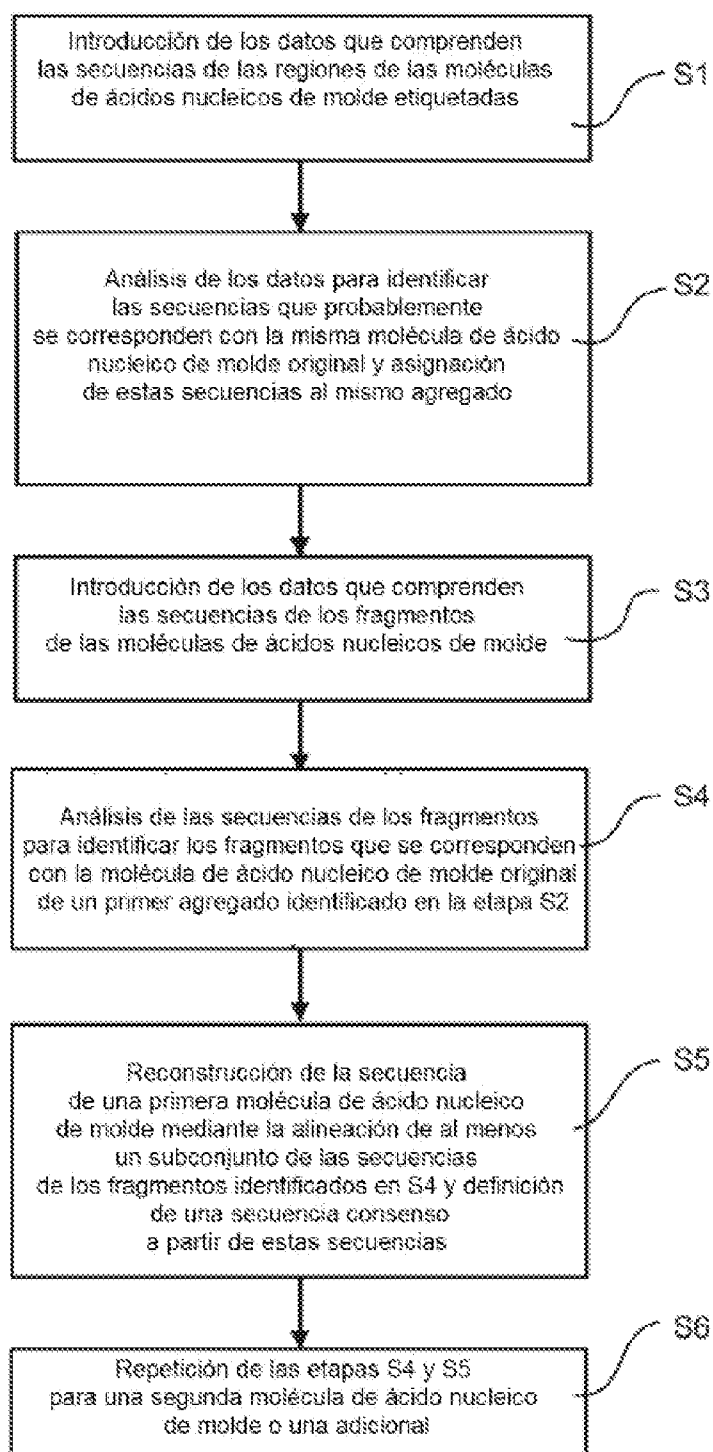 Introducción de los datos que comprenden
las secuencias de las regiones de las moléculas
de ácidos nucleicos de molde etiquetadas
S1
Análisis de los datos para identificar
las secuencias que probablemente
se corresponden con la misma molécula de ácido
nucleico de molde original y asignación
de estas secuencias al mismo agregado
S2
Introducción de los datos que comprenden
las secuencias de los fragmentos
de las moléculas de ácidos nucleicos de molde
S3
Análisis de las secuencias de los fragmentos
para identificar los fragmentos que se corresponden
con la molécula de ácido nucleico de molde original
de un primer agregado identificado en la etapa S2
S4
Reconstrucción de la secuencia
de una primera molécula de ácido nucleico
de molde mediante la alineación de al menos
un subconjunto de las secuencias
de los fragmentos identificados en S4 y definición
de una secuencia consenso
a partir de estas secuencias
S5
Repetición de las etapas S4 y S5
para una segunda molécula de ácido nucleico
de molde o una adicional
S6